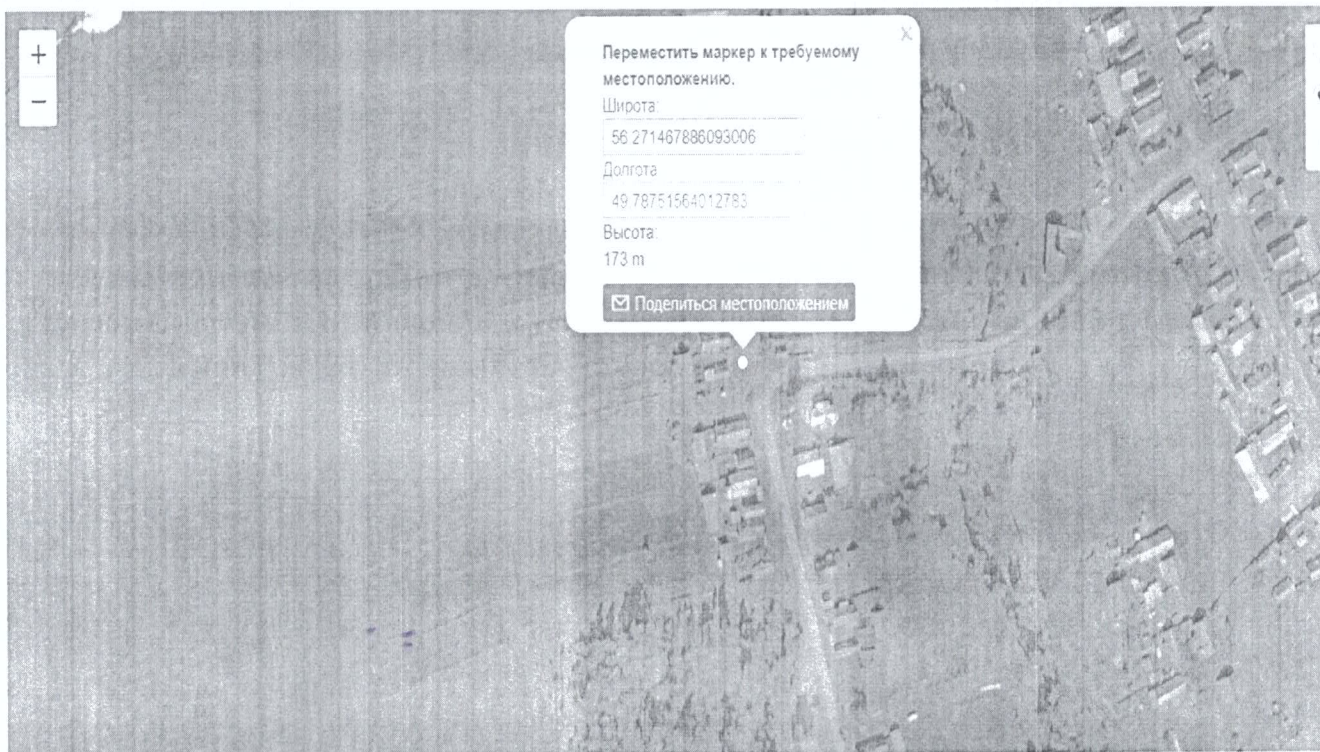 +
−
Переместить маркер к требуемому
местоположению.
Широта:
56.271467886093006
Долгота
49.78751564012783
Высота:
173 m
Поделиться местоположением